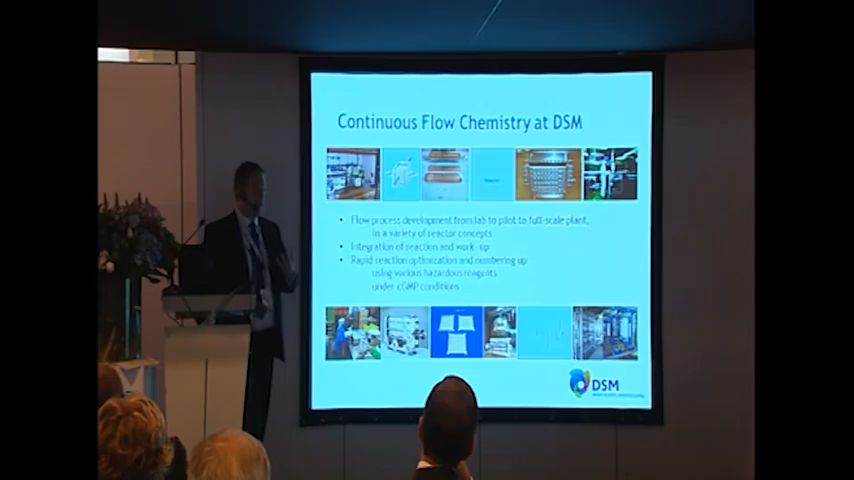 Continuous Flow Chemistry at DSM
• Flow process development from lab to pilot to full-scale plant,
in a variety of reactor concepts
• Integration of reaction and work-up
• Rapid reaction optimization and numbering up
using various hazardous reagents
under cGMP conditions
DSM